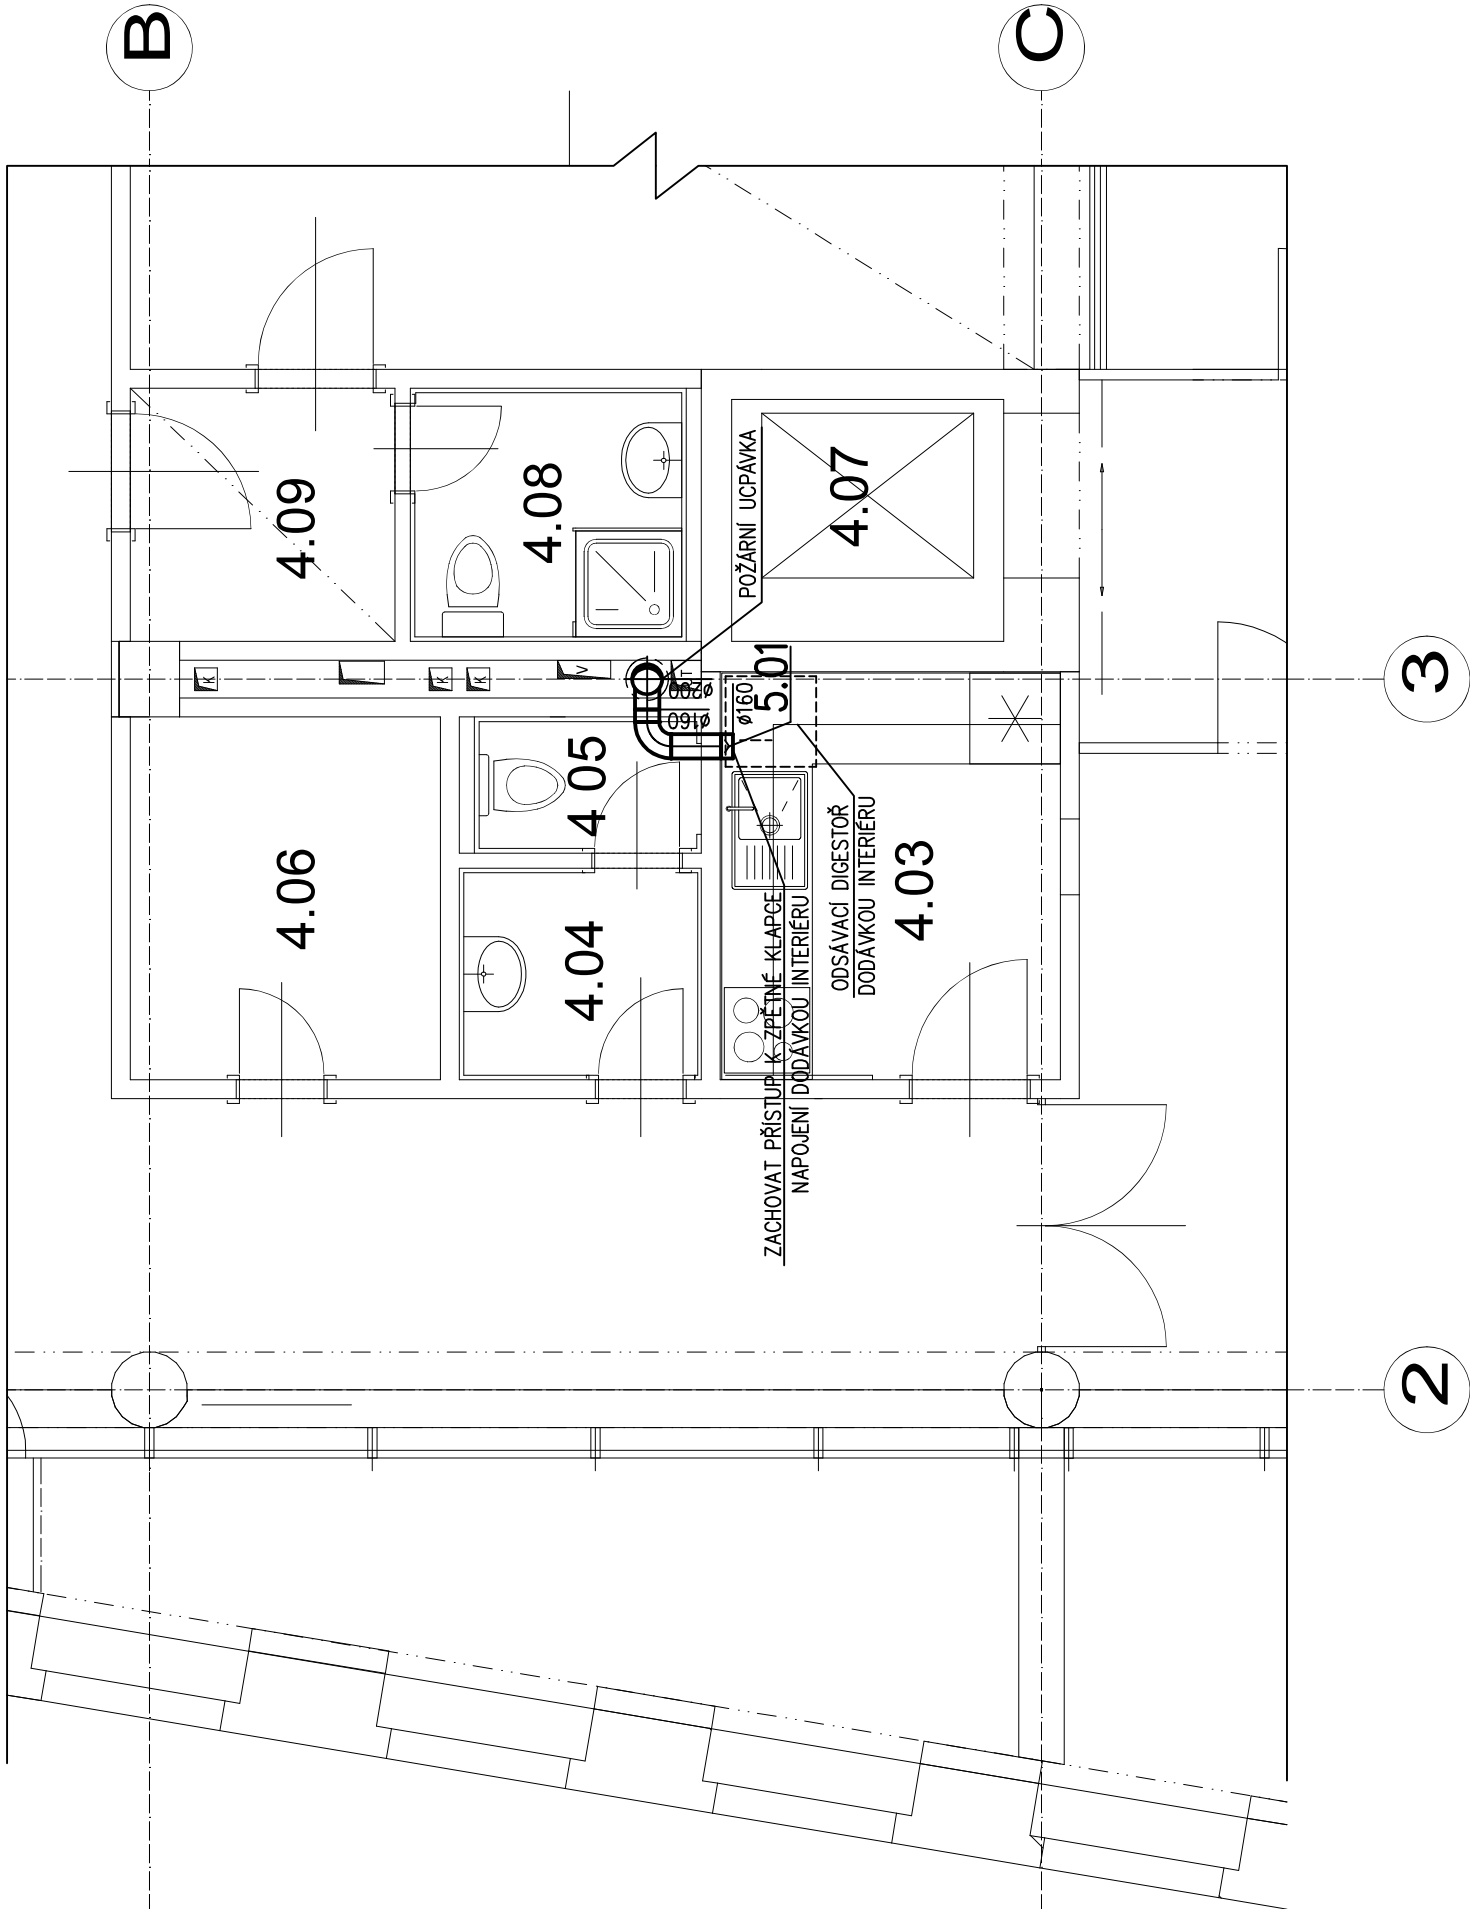 B
C
3
2
4.09
4.08
4.07
POŽÁRNÍ UCPÁVKA
K
K
K
V
ø200
ø160
ø160
5.01
4.06
4 05
4.04
4.03
ODSÁVACÍ DIGESTOŘ
DODÁVKOU INTERIÉRU
ZACHOVAT PŘÍSTUP K ZPĚTNÉ KLAPCE
NAPOJENÍ DODÁVKOU INTERIÉRU